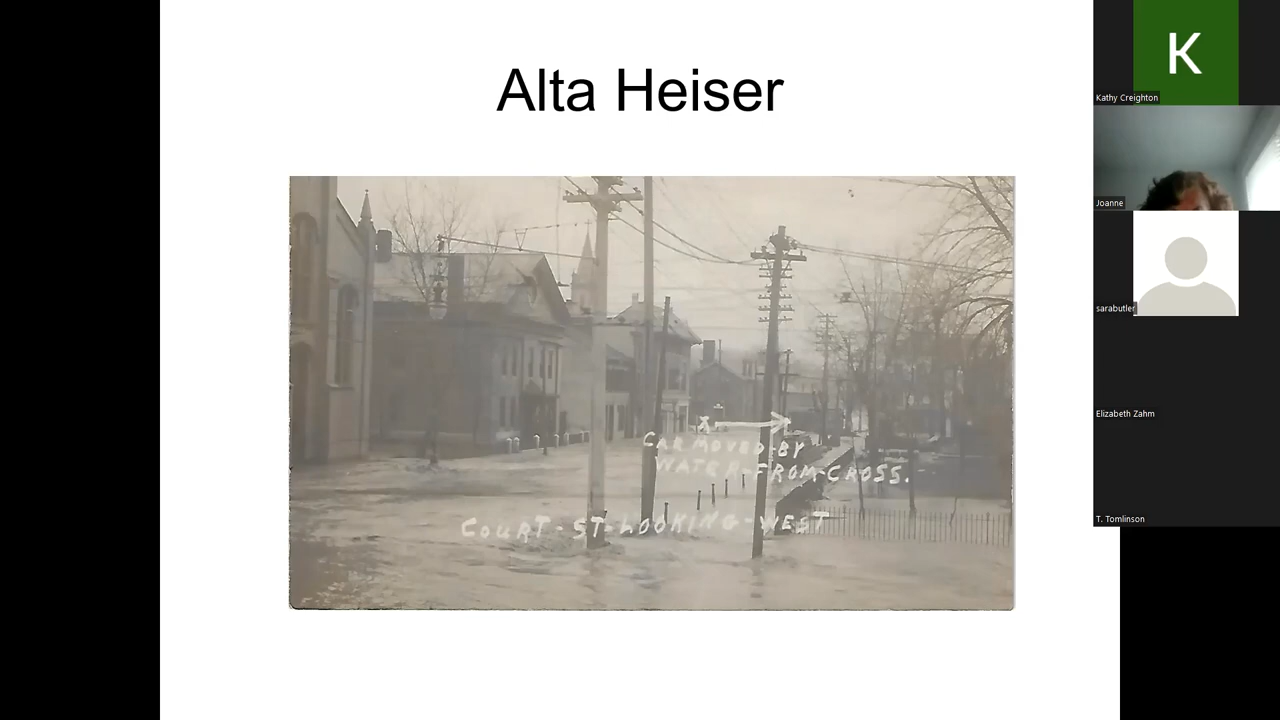 Alta Heiser
X
CAR MOVED-BY
WATER-FROM-CROSS.
COURT-ST-LOOKING-WEST
K
Kathy Creighton
Joanne
sarabutler
Elizabeth Zahm
T. Tomlinson